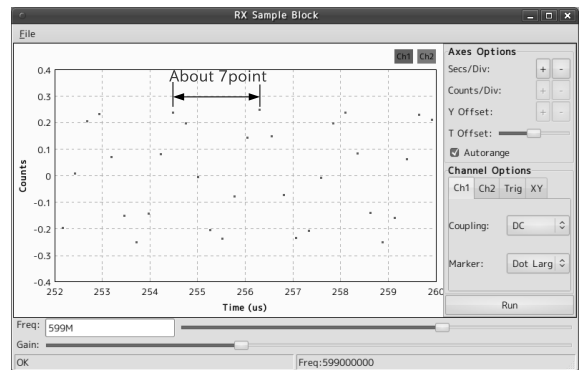 RX Sample Block
File
Ch1 Ch2
About 7point
0.4
0.3
0.2
0.1
0
-0.1
-0.2
-0.3
-0.4
Counts
252 253 254 255 256 257 258 259 260
Time (us)
Axes Options
Secs/Div: + -
Counts/Div: + -
Y Offset: + -
T Offset:
Autorange
Channel Options
Ch1 Ch2 Trig XY
Coupling: DC
Marker: Dot Larg
Run
Freq: 599M
Gain:
OK Freq:599000000